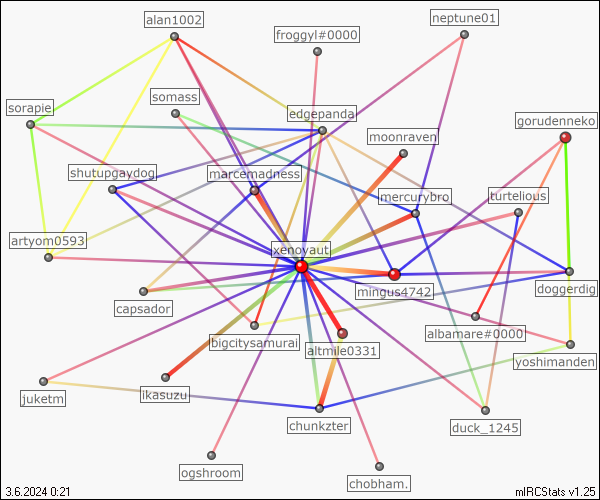 neptune01
alan1002
froggyl#0000
somass
sorapie
edgepanda
gorudenneko
moonraven
shutupgaydog
marcemadness
mercurybro
turtelious
artyom0593
xenoyaut
capsador
mingus4742
doggerdig
bigcitysamurai
altmile0331
albamare#0000
yoshimanden
juketm
ikasuzu
chunkzter
duck_1245
ogshroom
chobham.
3.6.2024 0:21
mIRCStats v1.25